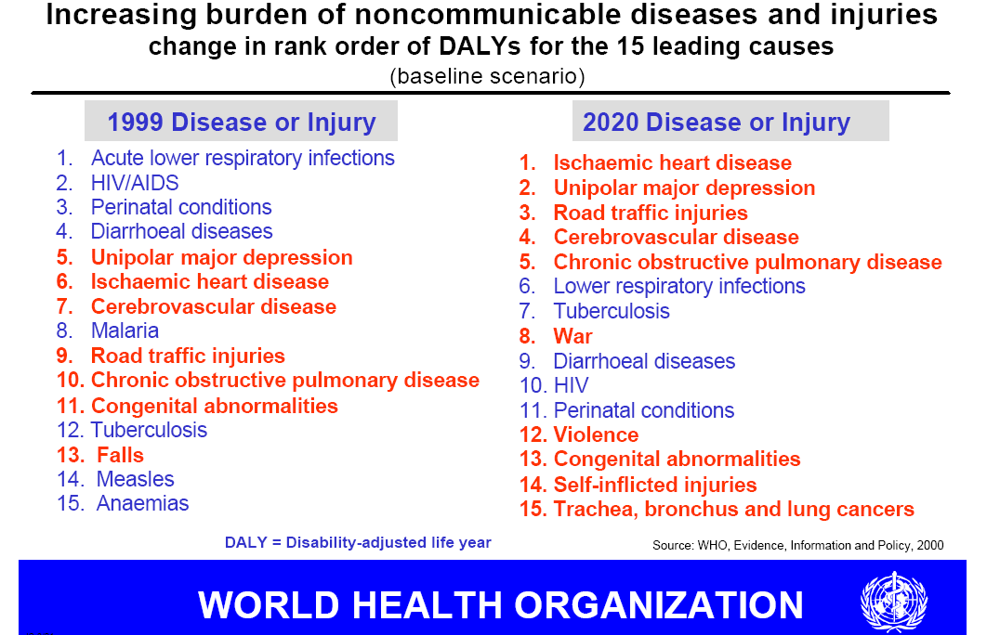 Increasing burden of noncommunicable diseases and injuries
change in rank order of DALYs for the 15 leading causes
(baseline scenario)
1999 Disease or Injury
1. Acute lower respiratory infections
2. HIV/AIDS
3. Perinatal conditions
4. Diarrhoeal diseases
5. Unipolar major depression
6. Ischaemic heart disease
7. Cerebrovascular disease
8. Malaria
9. Road traffic injuries
10. Chronic obstructive pulmonary disease
11. Congenital abnormalities
12. Tuberculosis
13. Falls
14. Measles
15. Anaemias
2020 Disease or Injury
1. Ischaemic heart disease
2. Unipolar major depression
3. Road traffic injuries
4. Cerebrovascular disease
5. Chronic obstructive pulmonary disease
6. Lower respiratory infections
7. Tuberculosis
8. War
9. Diarrhoeal diseases
10. HIV
11. Perinatal conditions
12. Violence
13. Congenital abnormalities
14. Self-inflicted injuries
15. Trachea, bronchus and lung cancers
DALY = Disability-adjusted life year
Source: WHO, Evidence, Information and Policy, 2000
WORLD HEALTH ORGANIZATION